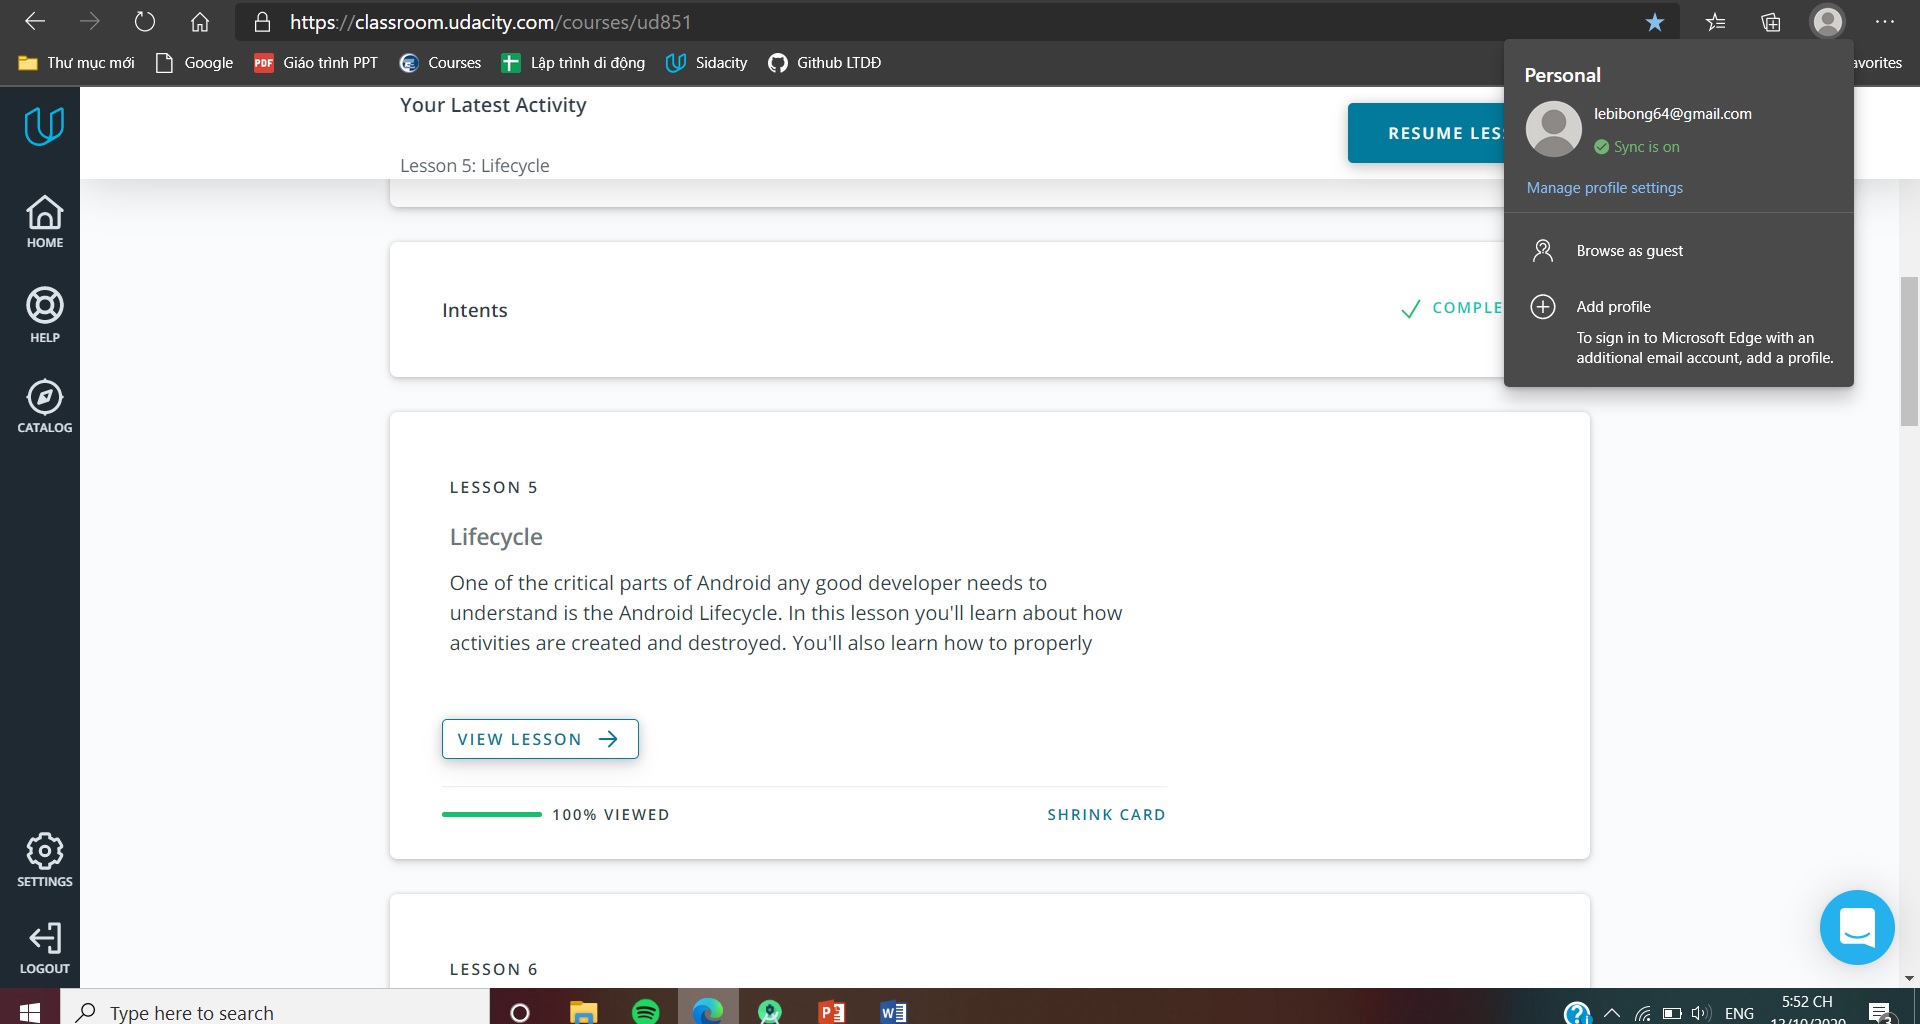 https://classroom.udacity.com/courses/ud851
Thư mục mới
Google
PDF
Giáo trình PPT
Courses
Lập trình di động
Sidacity
Github LTDĐ
avorites
Personal
lebibong64@gmail.com
Sync is on
Manage profile settings
Browse as guest
Add profile
To sign in to Microsoft Edge with an
additional email account, add a profile.
HOME
HELP
CATALOG
SETTINGS
LOGOUT
Your Latest Activity
Lesson 5: Lifecycle
RESUME LES
Intents
COMPLE
LESSON 5
Lifecycle
One of the critical parts of Android any good developer needs to
understand is the Android Lifecycle. In this lesson you'll learn about how
activities are created and destroyed. You'll also learn how to properly
VIEW LESSON
100% VIEWED
SHRINK CARD
LESSON 6
Type here to search
ENG
5:52 CH
13/10/2020
3